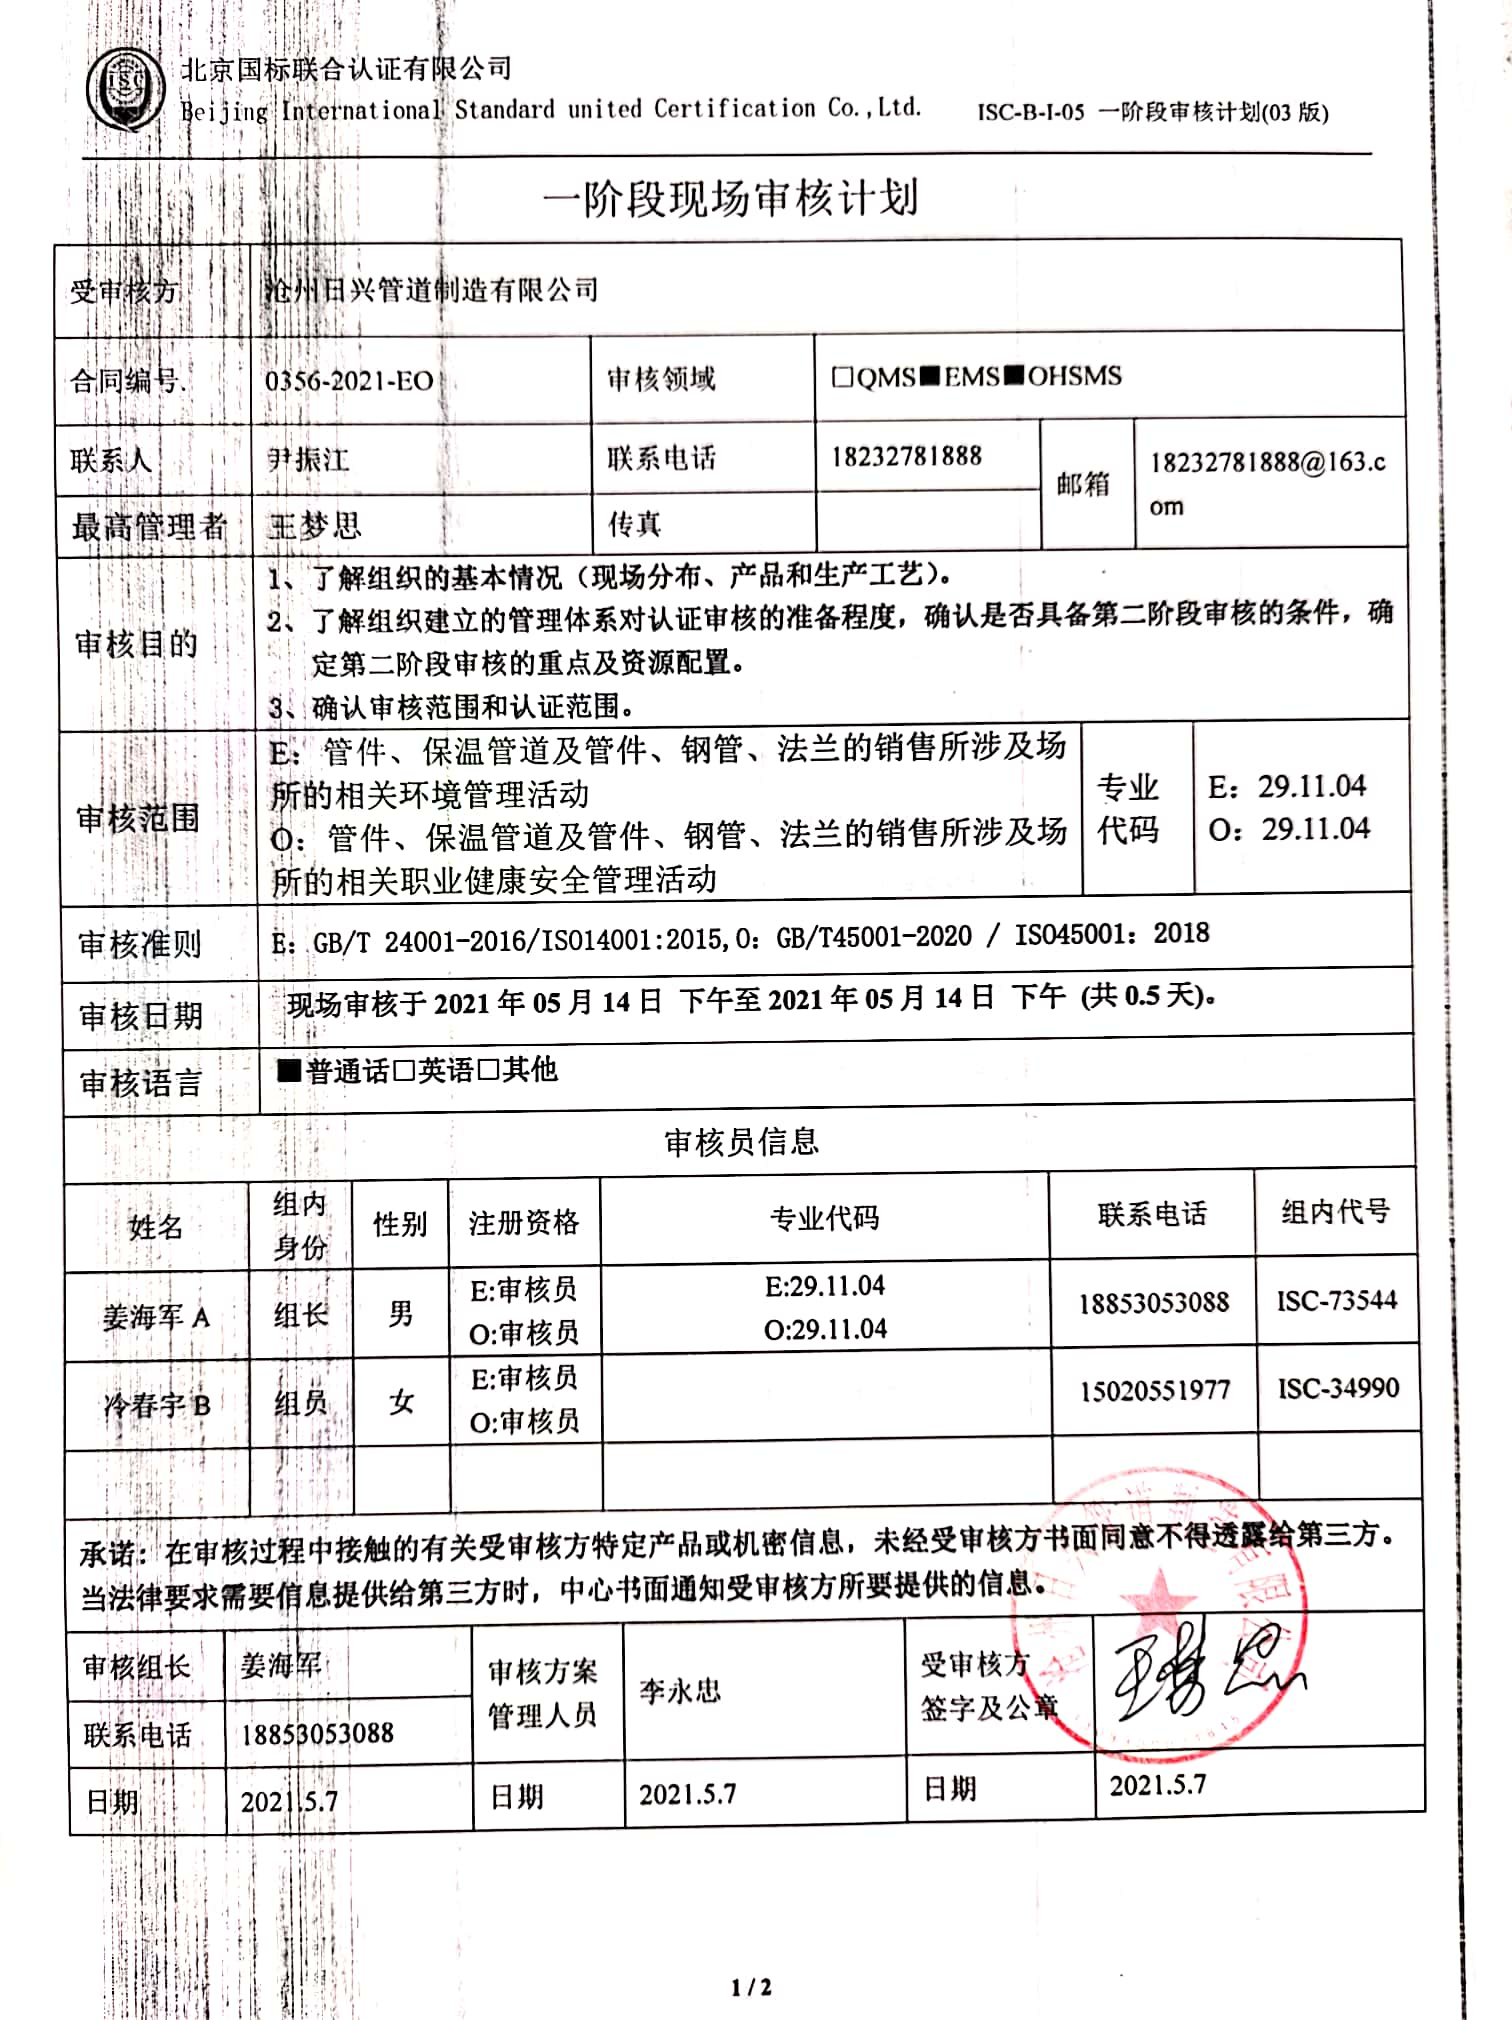 北京国标联合认证有限公司
Beijing International Standard united Certification Co.,Ltd. ISC-B-I-05 一阶段审核计划(03 版)
一阶段现场审核计划
受审核方 沧州日兴管道制造有限公司
合同编号. 0356-2021-EO 审核领域 □QMS■EMS■OHSMS
联系人 尹振江 联系电话 18232781888 邮箱 18232781888@163.c
om
最高管理者 王梦思 传真
审核目的
1、了解组织的基本情况（现场分布、产品和生产工艺）。
2、了解组织建立的管理体系对认证审核的准备程度，确认是否具备第二阶段审核的条件，确
定第二阶段审核的重点及资源配置。
3、确认审核范围和认证范围。
审核范围
E：管件、保温管道及管件、钢管、法兰的销售所涉及场
所的相关环境管理活动
O：管件、保温管道及管件、钢管、法兰的销售所涉及场
所的相关职业健康安全管理活动
专业
代码
E：29.11.04
O：29.11.04
审核准则 E：GB/T 24001-2016/ISO14001:2015,O：GB/T45001-2020 / ISO45001：2018
审核日期 现场审核于 2021 年 05 月 14 日 下午至 2021 年 05 月 14 日 下午 (共 0.5 天)。
审核语言 ■普通话□英语□其他
审核员信息
姓名 组内
身份 性别 注册资格 专业代码 联系电话 组内代号
姜海军 A 组长 男 E:审核员
O:审核员 E:29.11.04
O:29.11.04 18853053088 ISC-73544
冷春宇 B 组员 女 E:审核员
O:审核员 15020551977 ISC-34990
承诺：在审核过程中接触的有关受审核方特定产品或机密信息，未经受审核方书面同意不得透露给第三方。
当法律要求需要信息提供给第三方时，中心书面通知受审核方所要提供的信息。
审核组长 姜海军 审核方案
管理人员 李永忠 受审核方
签字及公章 王梦思
联系电话 18853053088
日期 2021.5.7 日期 2021.5.7 日期 2021.5.7
1 / 2